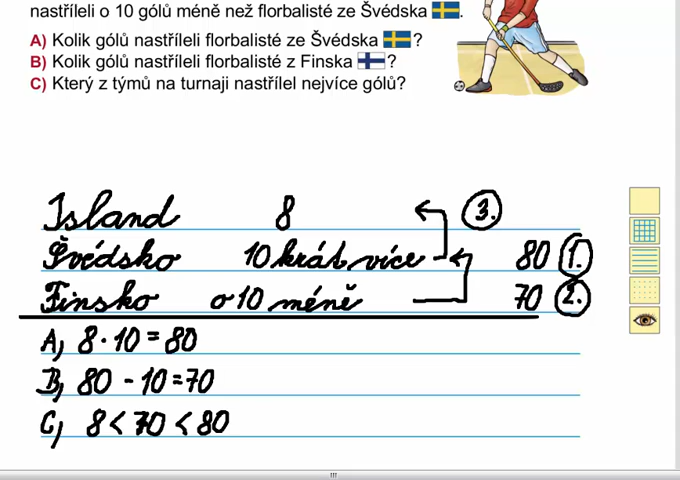 nastříleli o 10 gólů méně než florbalisté ze Švédska .
A) Kolik gólů nastříleli florbalisté ze Švédska ?
B) Kolik gólů nastříleli florbalisté z Finska ?
C) Který z týmů na turnaji nastřílel nejvíce gólů?
Island 8 3.
Švédsko 10 krát více 80 1.
Finsko o 10 méně 70 2.
A, 8 · 10 = 80
B, 80 - 10 = 70
C, 8 < 70 < 80